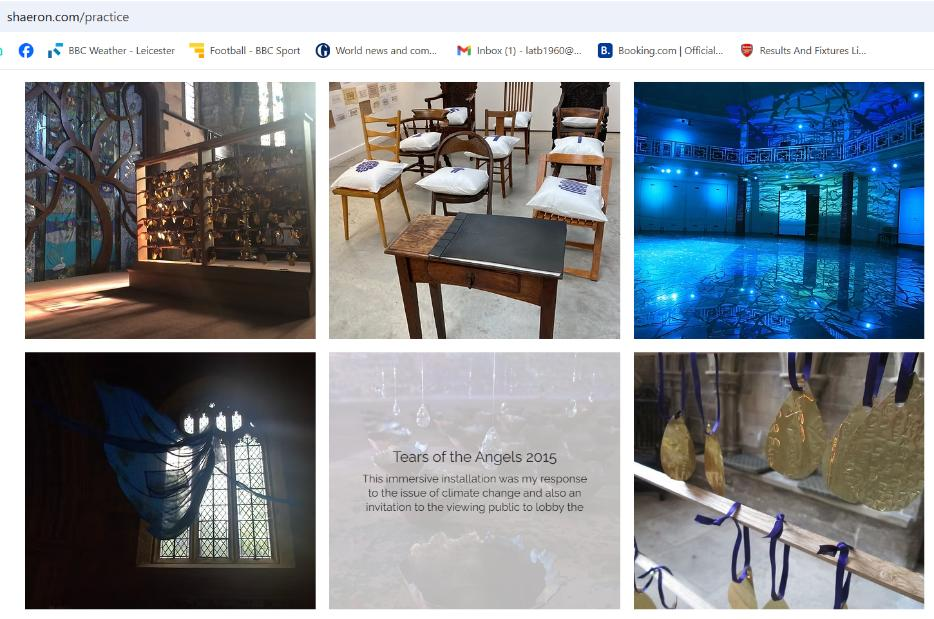 shaeron.com/practice
BBC Weather - Leicester
Football - BBC Sport
World news and com...
Inbox (1) - latb1960@...
Booking.com | Official...
Results And Fixtures Li...
Tears of the Angels 2015
This immersive installation was my response
to the issue of climate change and also an
invitation to the viewing public to lobby the